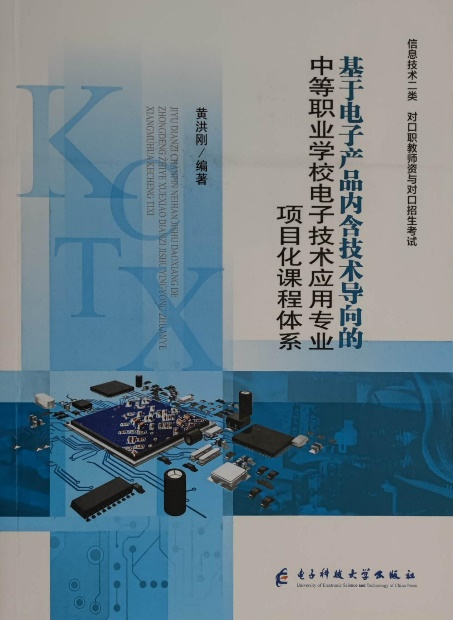 信息技术二类 对口职教师资与对口招生考试
基于电子产品内含技术导向的
中等职业学校电子技术应用专业
项目化课程体系
黄洪刚/编著
JIYU DIANZI CHANPIN NEIHAN JISHU DAOXIANG DE
ZHONGDENG ZHIYE XUEXIAO DIANZI JISHU YINGYONG ZHUANYE
XIANGMUHUA KECHENG TIXI
KC
TX
电子科技大学出版社
University of Electronic Science and Technology of China Press